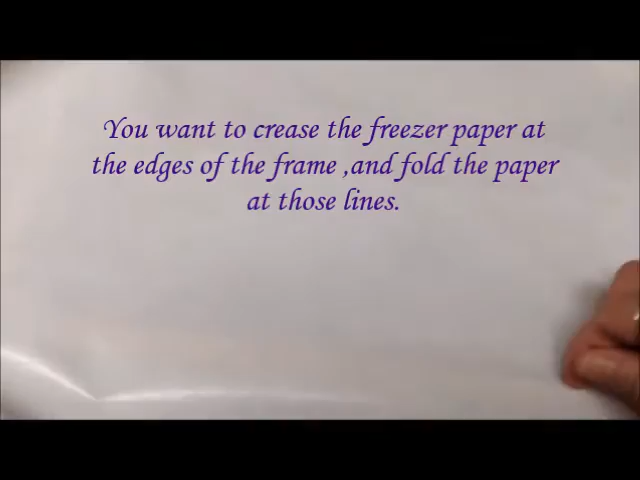 You want to crease the freezer paper at
the edges of the frame ,and fold the paper
at those lines.